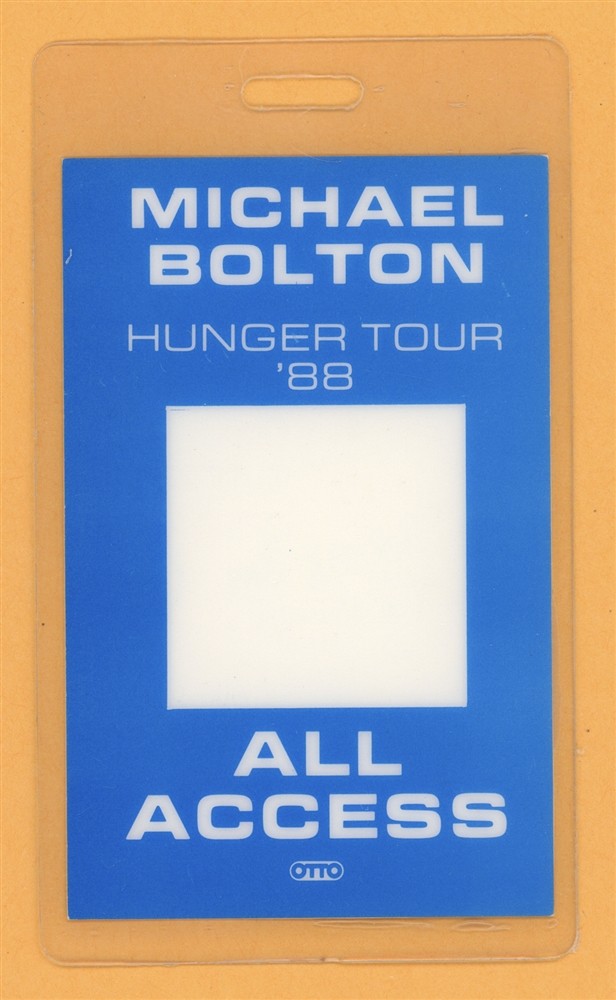 MICHAEL
BOLTON
HUNGER TOUR
'88
ALL
ACCESS
OTTO